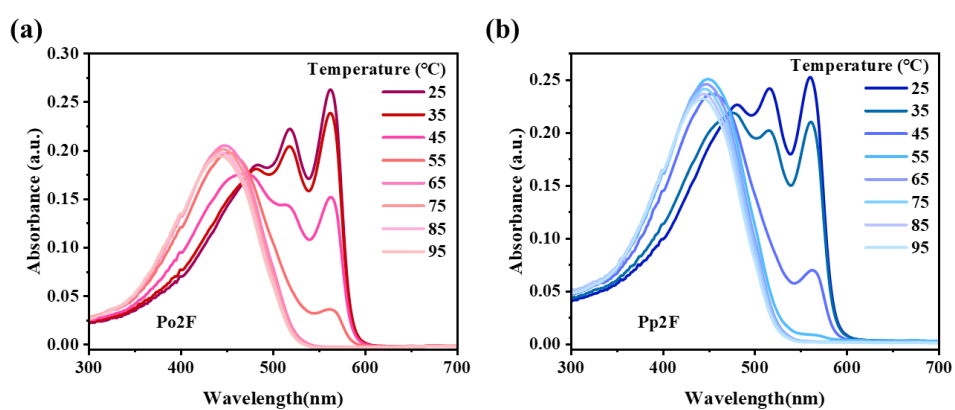 (a)
0.30
0.25
0.20
0.15
0.10
0.05
0.00
Absorbance (a.u.)
300 400 500 600 700
Wavelength(nm)
Temperature (°C)
25
35
45
55
65
75
85
95
Po2F
(b)
0.25
0.20
0.15
0.10
0.05
0.00
Absorbance (a.u.)
300 400 500 600 700
Wavelength(nm)
Temperature (°C)
25
35
45
55
65
75
85
95
Pp2F